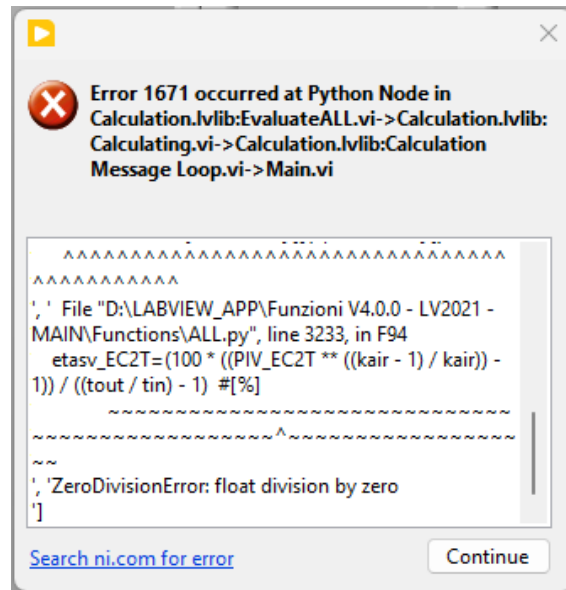 Error 1671 occurred at Python Node in
Calculation.lvlib:EvaluateALL.vi->Calculation.lvlib:
Calculating.vi->Calculation.lvlib:Calculation
Message Loop.vi->Main.vi
^^^^^^^^^^^^^^^^^^^^^^^^^^^^^^^^^
^^^^^^^^^^^
', '  File "D:\LABVIEW_APP\Funzioni V4.0.0 - LV2021 -
MAIN\Functions\ALL.py", line 3233, in F94
    etasv_EC2T=(100 * ((PIV_EC2T ** ((kair - 1) / kair)) -
1)) / ((tout / tin) - 1)  #[%]
~~~~~~~~~~~~~~~~~~~~~~~~~~~~~~
~~~~~~~~~~~~~~~~~~^~~~~~~~~~~~~~~~~
~~
', 'ZeroDivisionError: float division by zero
']
Search ni.com for error
Continue